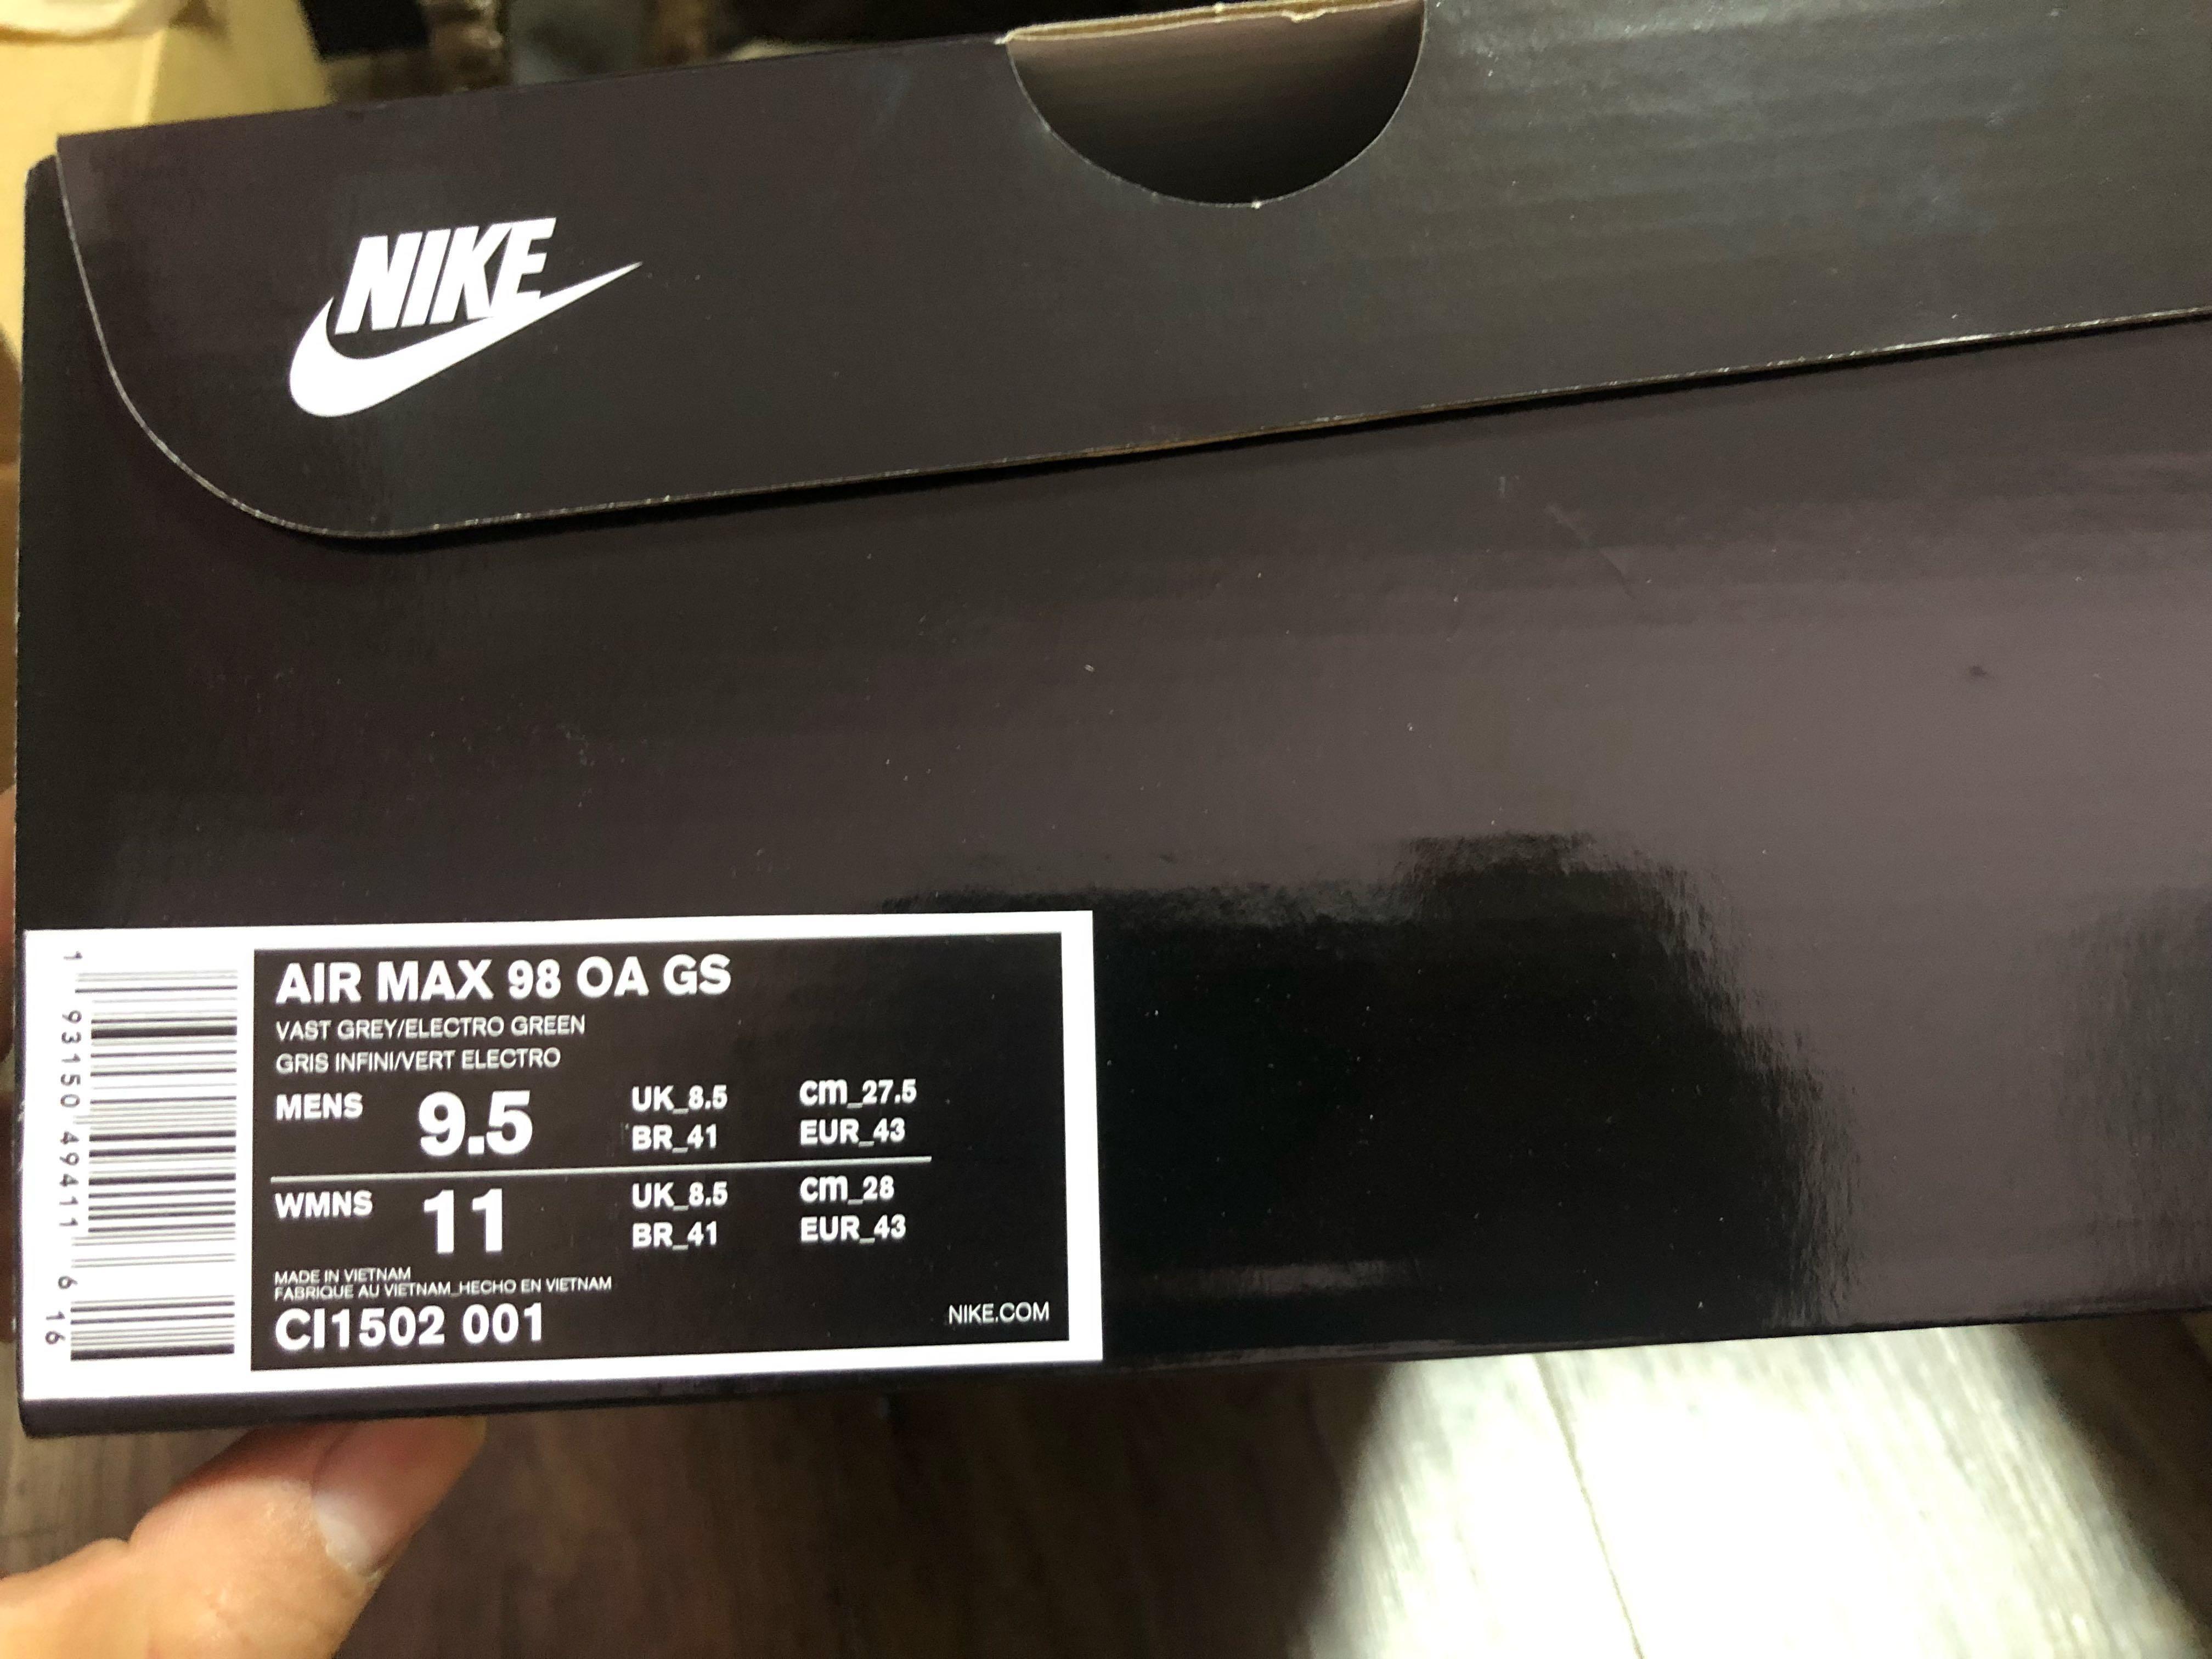 NIKE
AIR MAX 98 OA GS
VAST GREY/ELECTRO GREEN
GRIS INFINI/VERT ELECTRO
MENS 9.5 UK_8.5 cm_27.5
BR_41 EUR_43
WMNS 11 UK_8.5 cm_28
BR_41 EUR_43
MADE IN VIETNAM
FABRIQUE AU VIETNAM_HECHO EN VIETNAM
CI1502 001
NIKE.COM
1 93150 49411 6 16